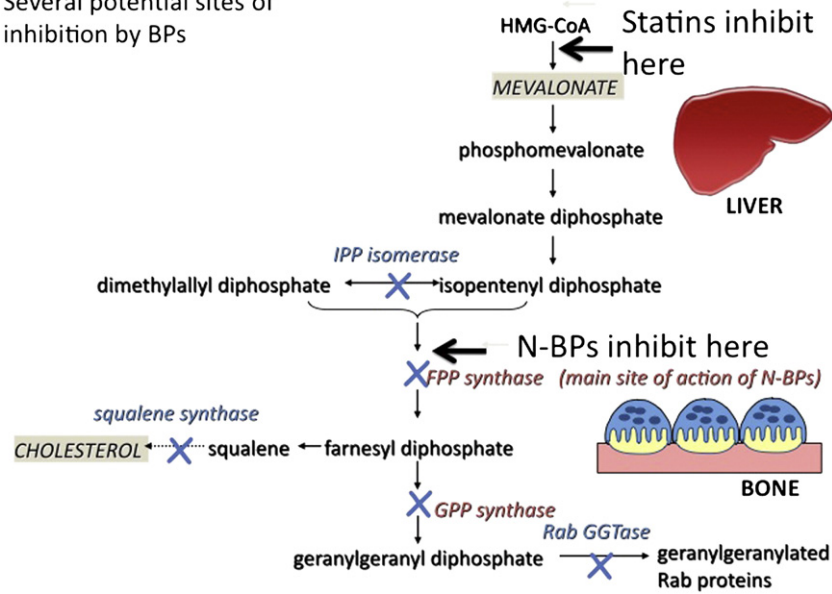 Several potential sites of
inhibition by BPs
HMG-CoA
Statins inhibit
here
MEVALONATE
phosphomevalonate
LIVER
mevalonate diphosphate
IPP isomerase
dimethylallyl diphosphate
isopentenyl diphosphate
N-BPs inhibit here
FPP synthase (main site of action of N-BPs)
squalene synthase
CHOLESTEROL
squalene
farnesyl diphosphate
BONE
GPP synthase
Rab GGTase
geranylgeranyl diphosphate
geranylgeranylated
Rab proteins